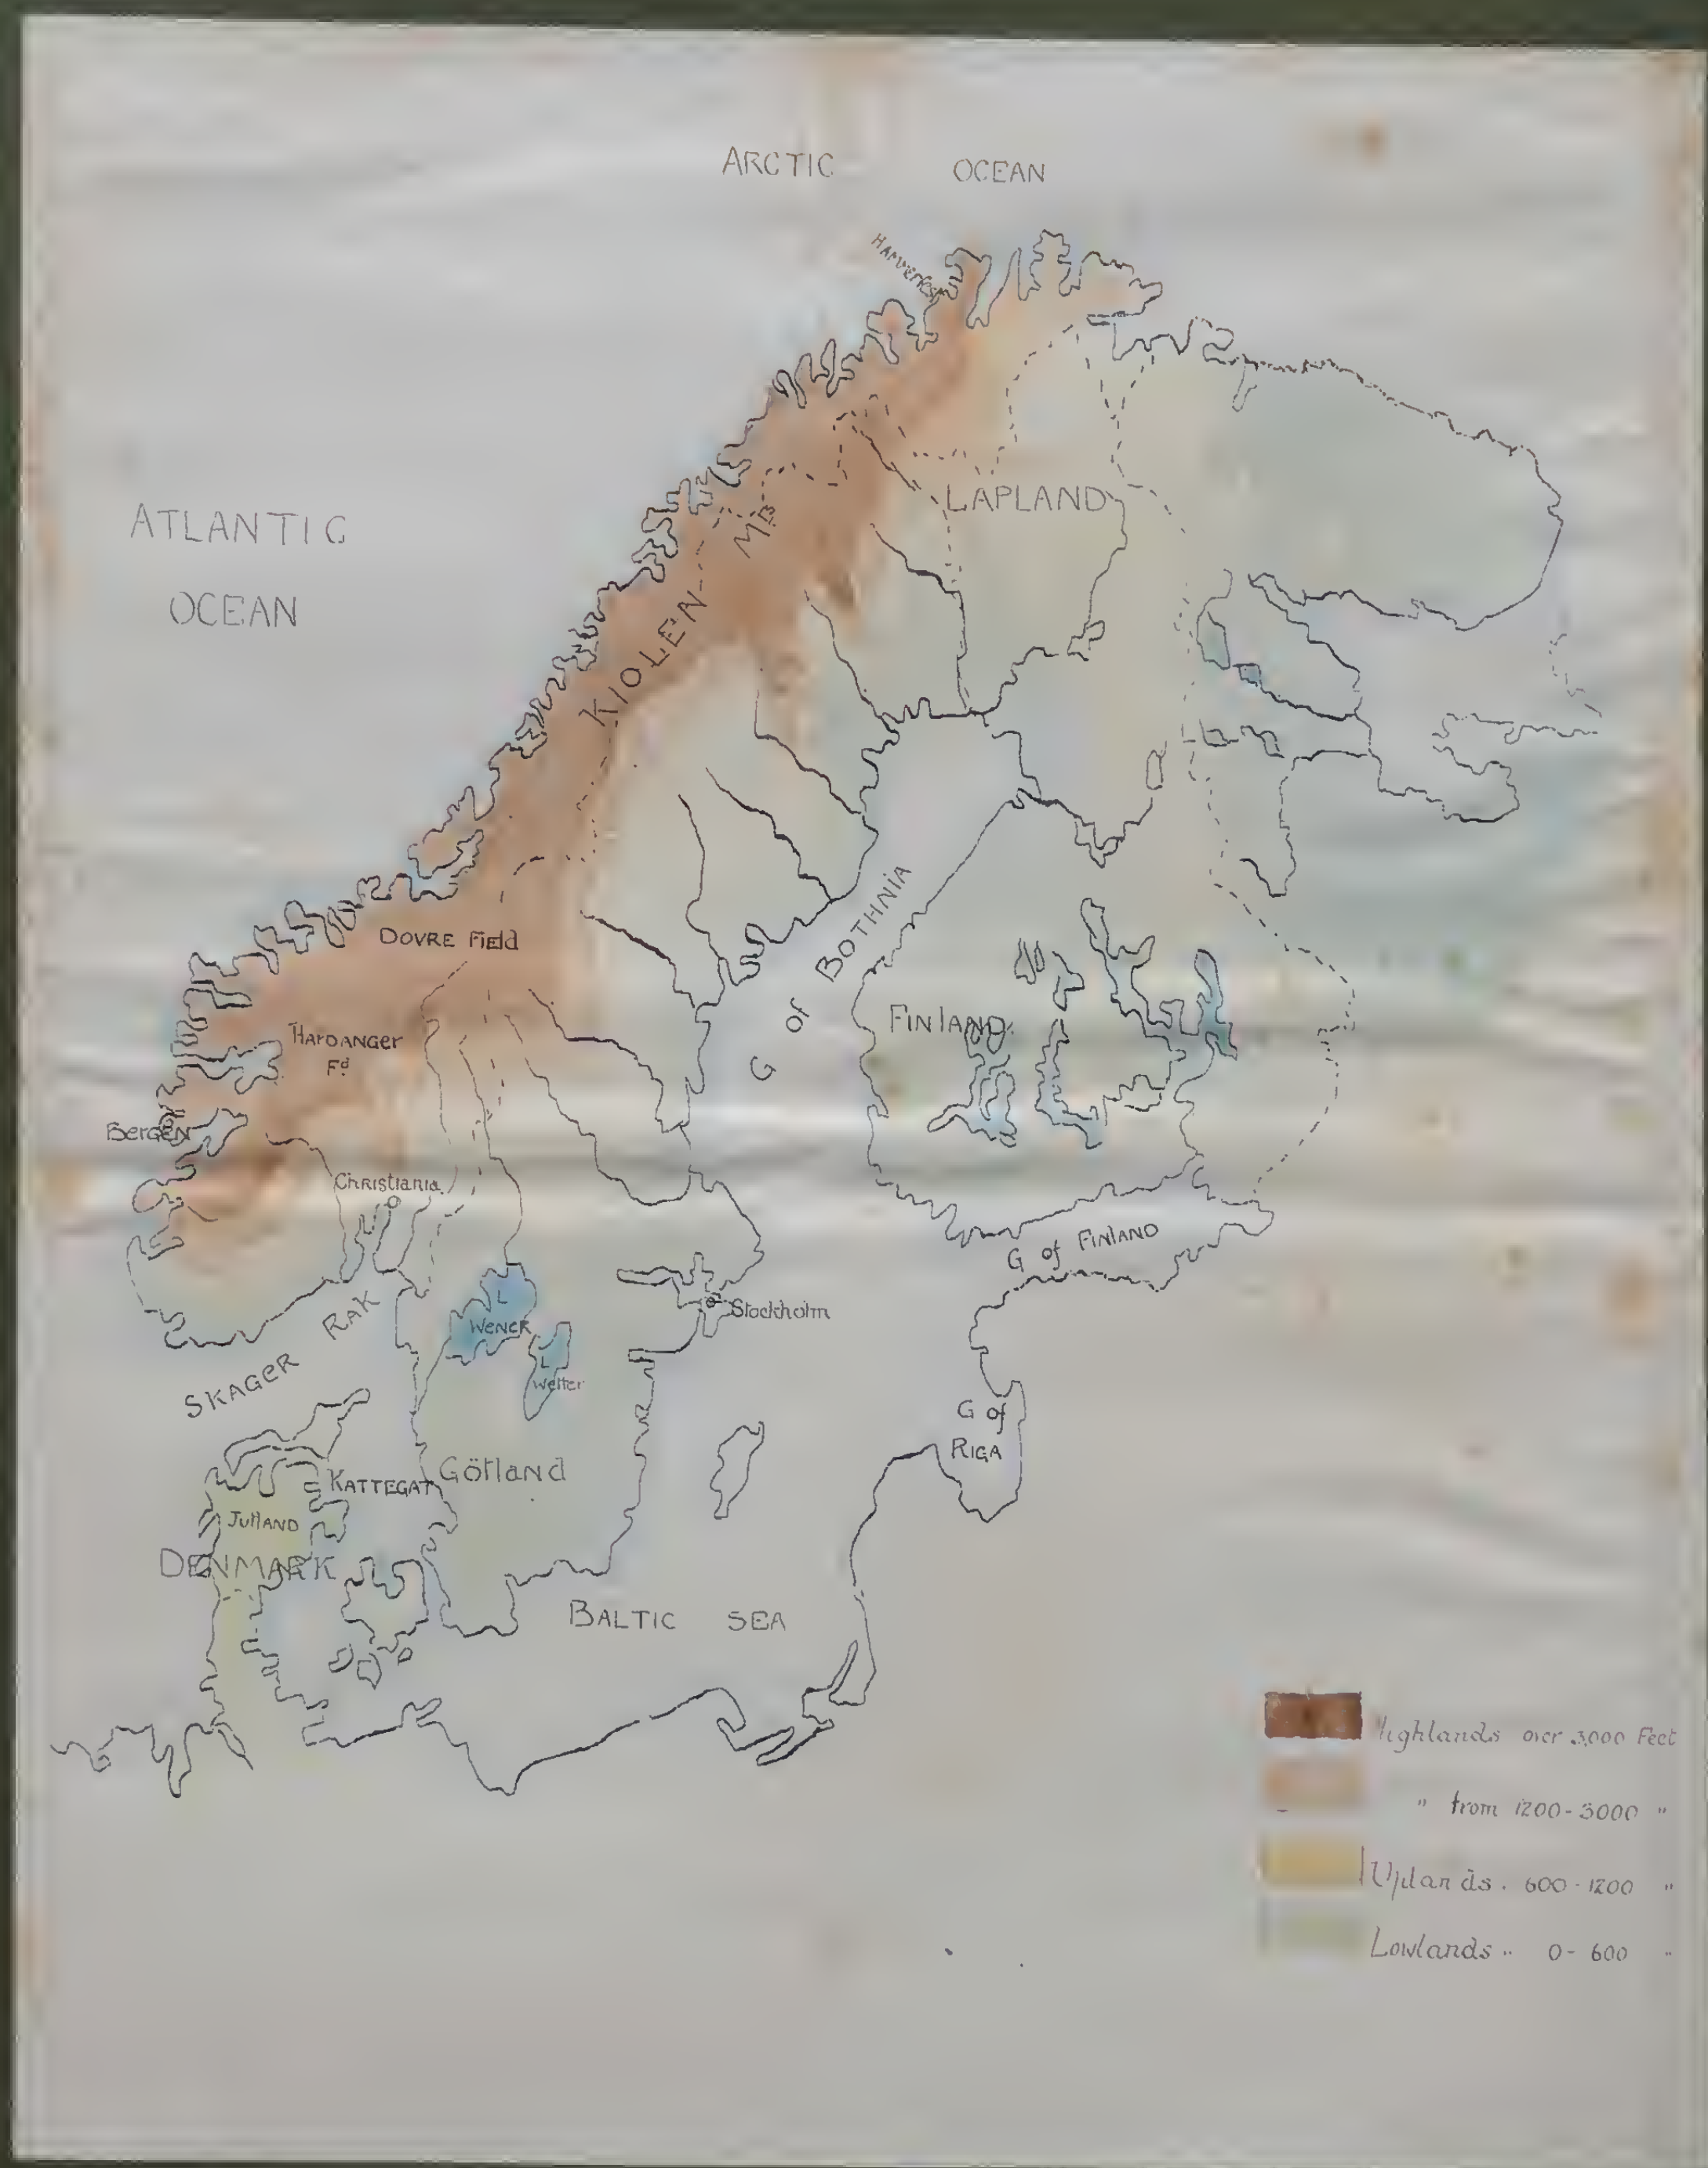 ARCTIC OCEAN
ATLANTIC
OCEAN
LAPLAND
KIOLEN Mts
DOVRE Field
G of BOTHNIA
FINLAND
HARDANGER
Fd
Bergen
Christiania
G of FINLAND
Stockholm
SKAGER RAK
L
Wener
L
Wetter
G of
RIGA
Götland
KATTEGAT
JUTLAND
DENMARK
BALTIC SEA
Highlands over 3,000 Feet
" from 1200-3000 "
Uplands. 600-1200 "
Lowlands " 0-600 "